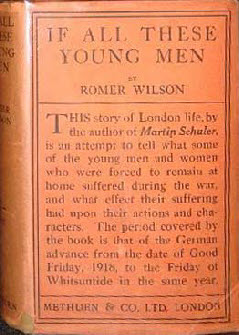 ALL
ESE
UNG
EN
IF ALL THESE
YOUNG MEN
BY
ROMER WILSON
THIS story of London life, by
the author of Martin Schuler,
is an attempt to tell what some
of the young men and women
who were forced to remain at
home suffered during the war,
and what effect their suffering
had upon their actions and cha-
racters. The period covered by
the book is that of the German
advance from the date of Good
Friday, 1918, to the Friday of
Whitsuntide in the same year.
METHUEN & CO. LTD. LONDON